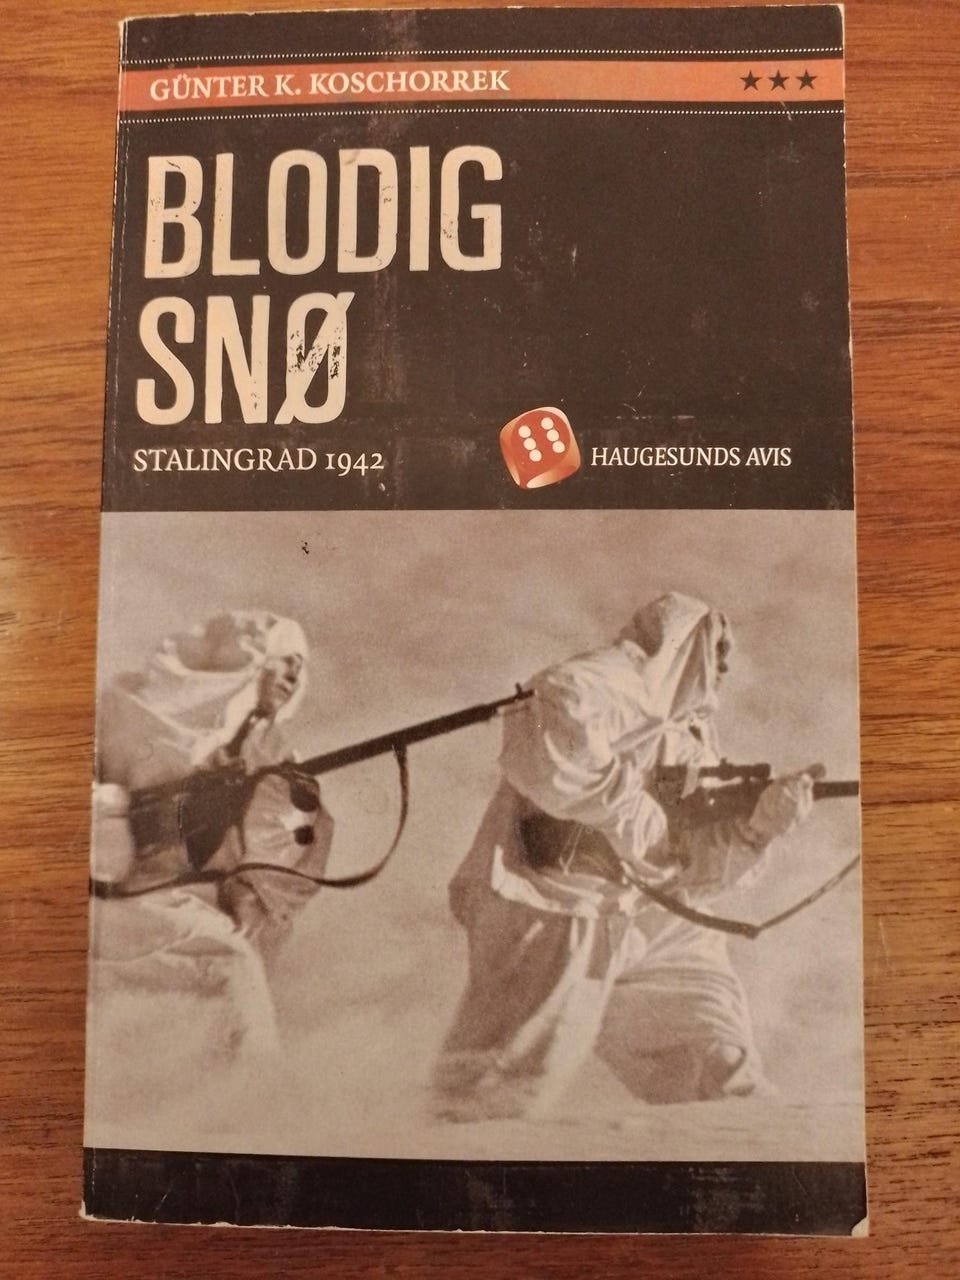 GÜNTER K. KOSCHORREK ★★★
BLODIG
SNØ
STALINGRAD 1942
HAUGESUNDS AVIS